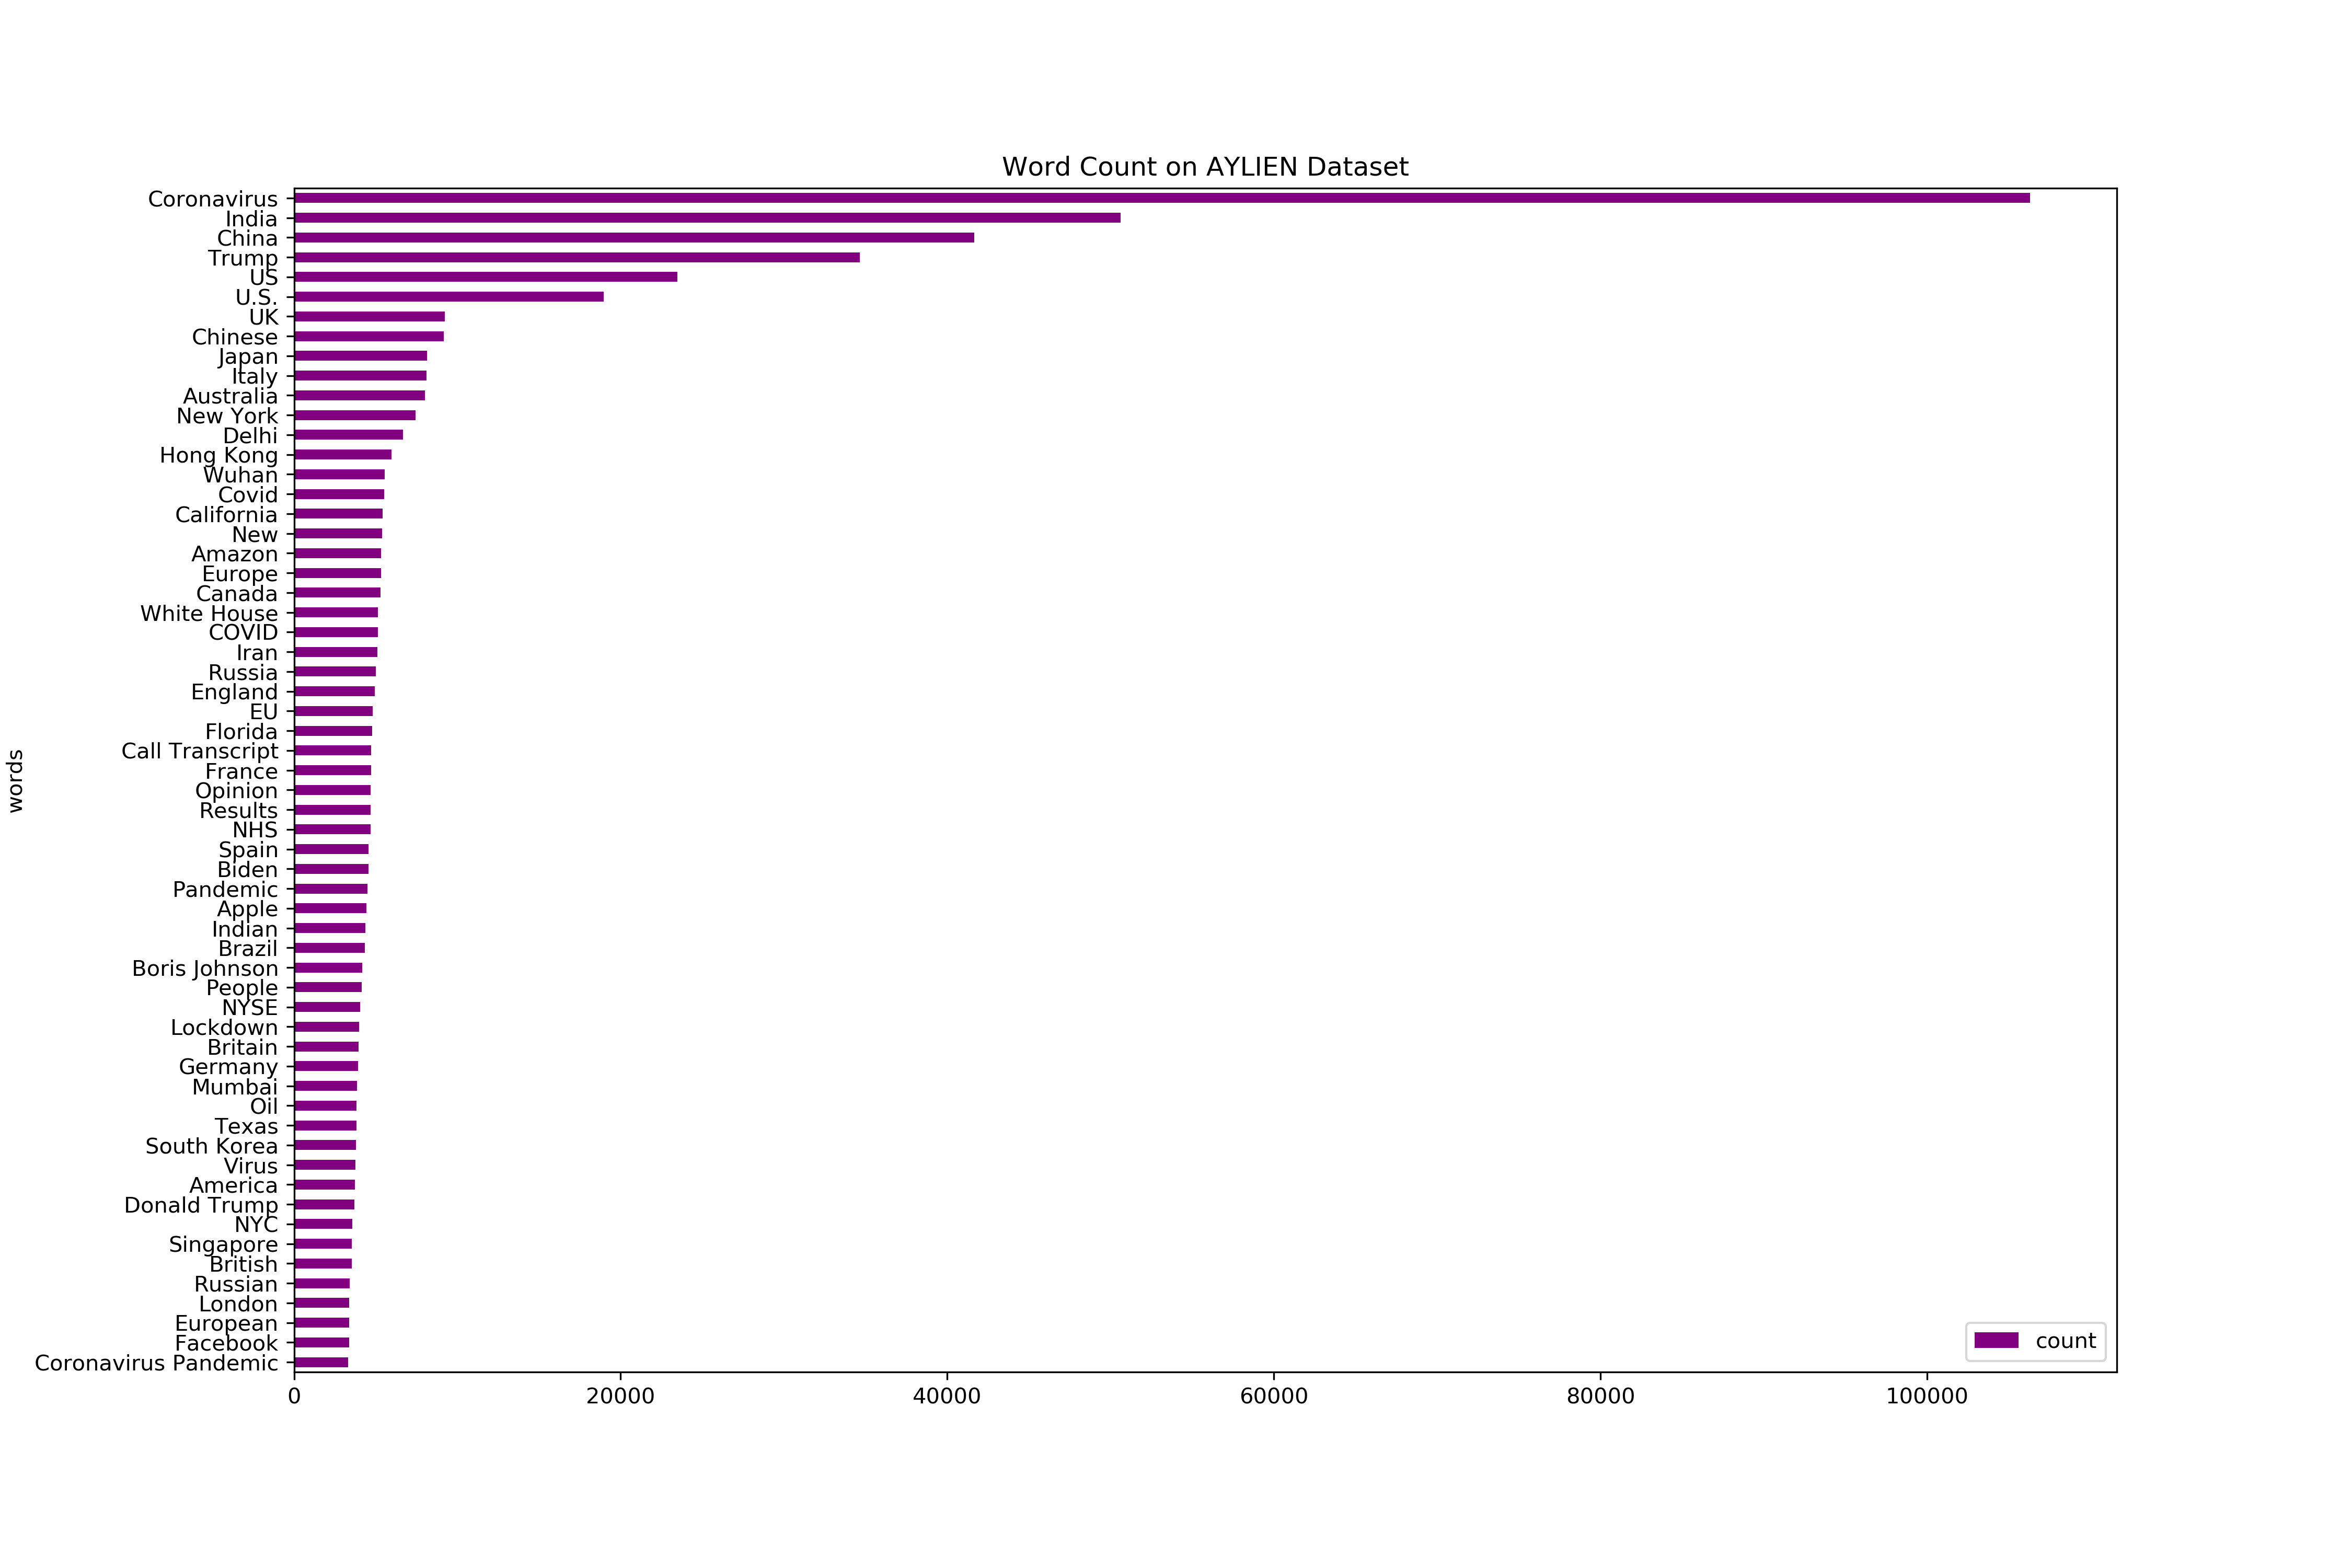 Word Count on AYLIEN Dataset
Coronavirus
India
China
Trump
US
U.S.
UK
Chinese
Japan
Italy
Australia
New York
Delhi
Hong Kong
Wuhan
Covid
California
New
Amazon
Europe
Canada
White House
COVID
Iran
Russia
England
EU
Florida
Call Transcript
France
Opinion
Results
NHS
Spain
Biden
Pandemic
Apple
Indian
Brazil
Boris Johnson
People
NYSE
Lockdown
Britain
Germany
Mumbai
Oil
Texas
South Korea
Virus
America
Donald Trump
NYC
Singapore
British
Russian
London
European
Facebook
Coronavirus Pandemic
words
count
0 20000 40000 60000 80000 100000